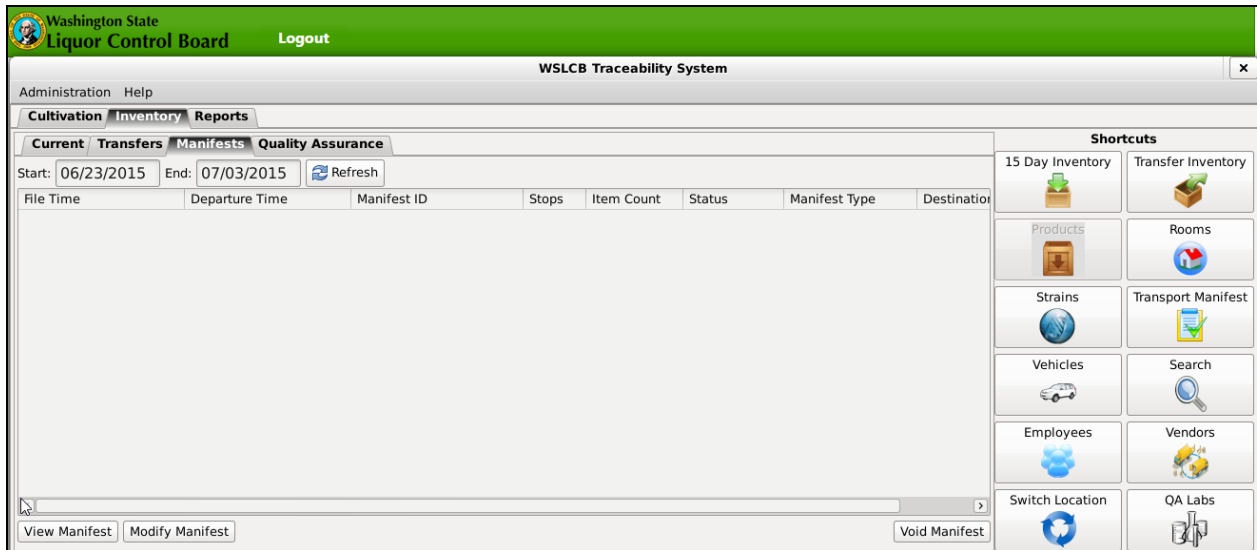 Washington State
Liquor Control Board Logout
WSLCB Traceability System x
Administration Help
Cultivation Inventory Reports
Current Transfers Manifests Quality Assurance
Start: 06/23/2015 End: 07/03/2015 Refresh
File Time Departure Time Manifest ID Stops Item Count Status Manifest Type Destination
View Manifest Modify Manifest Void Manifest
Shortcuts
15 Day Inventory Transfer Inventory
Products Rooms
Strains Transport Manifest
Vehicles Search
Employees Vendors
Switch Location QA Labs